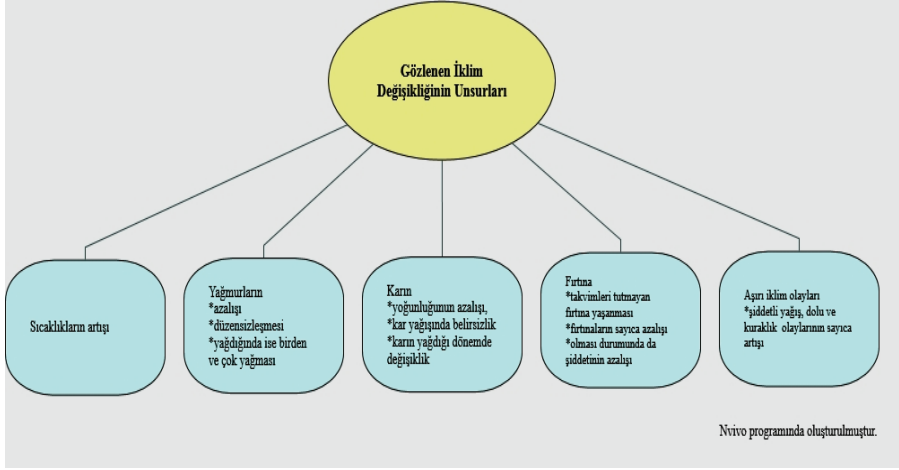 Gözlenen İklim
Değişikliğinin Unsurları
Sıcaklıkların artışı
Yağmurların
*azalışı
*düzensizleşmesi
*yağdığında ise birden
ve çok yağması
Karın
*yoğunluğunun azalışı,
*kar yağışında belirsizlik
*karın yağdığı dönemde
değişiklik
Fırtına
*takvimleri tutmayan
fırtına yaşanması
*fırtınaların sayıca azalışı
*olması durumunda da
şiddetinin azalışı
Aşırı iklim olayları
*şiddetli yağış, dolu ve
kuraklık olaylarının sayıca
artışı
Nvivo programında oluşturulmuştur.